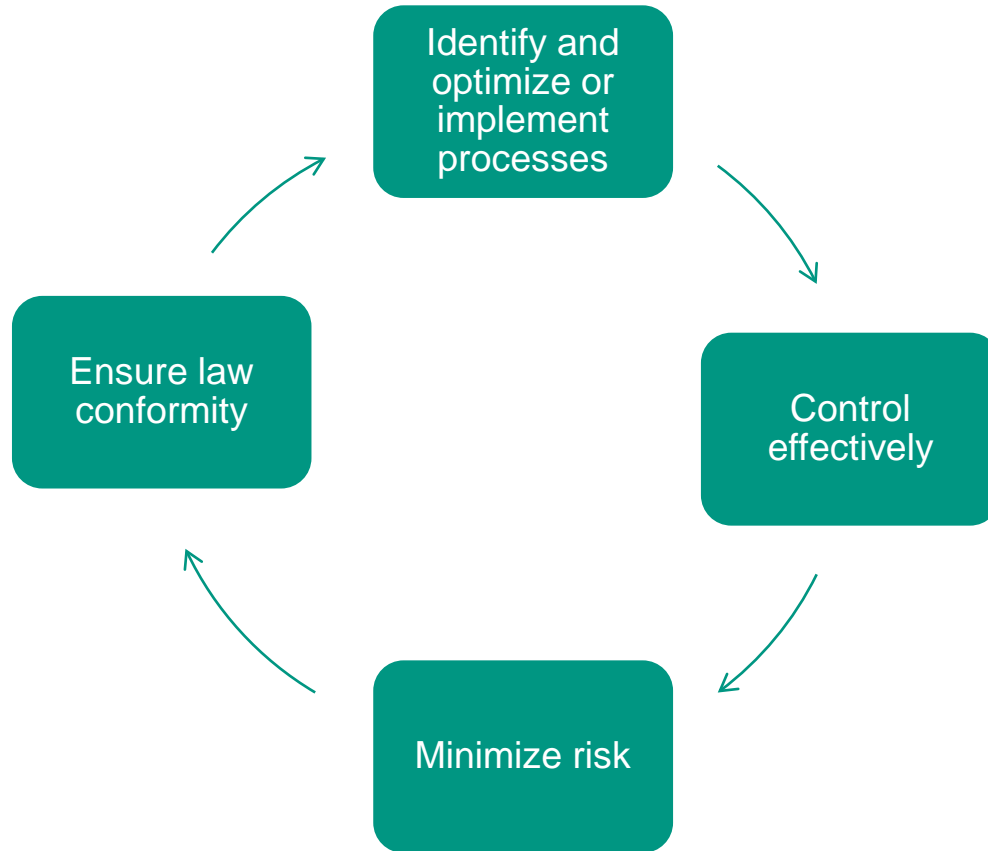 Identify and
optimize or
implement
processes
Control
effectively
Minimize risk
Ensure law
conformity